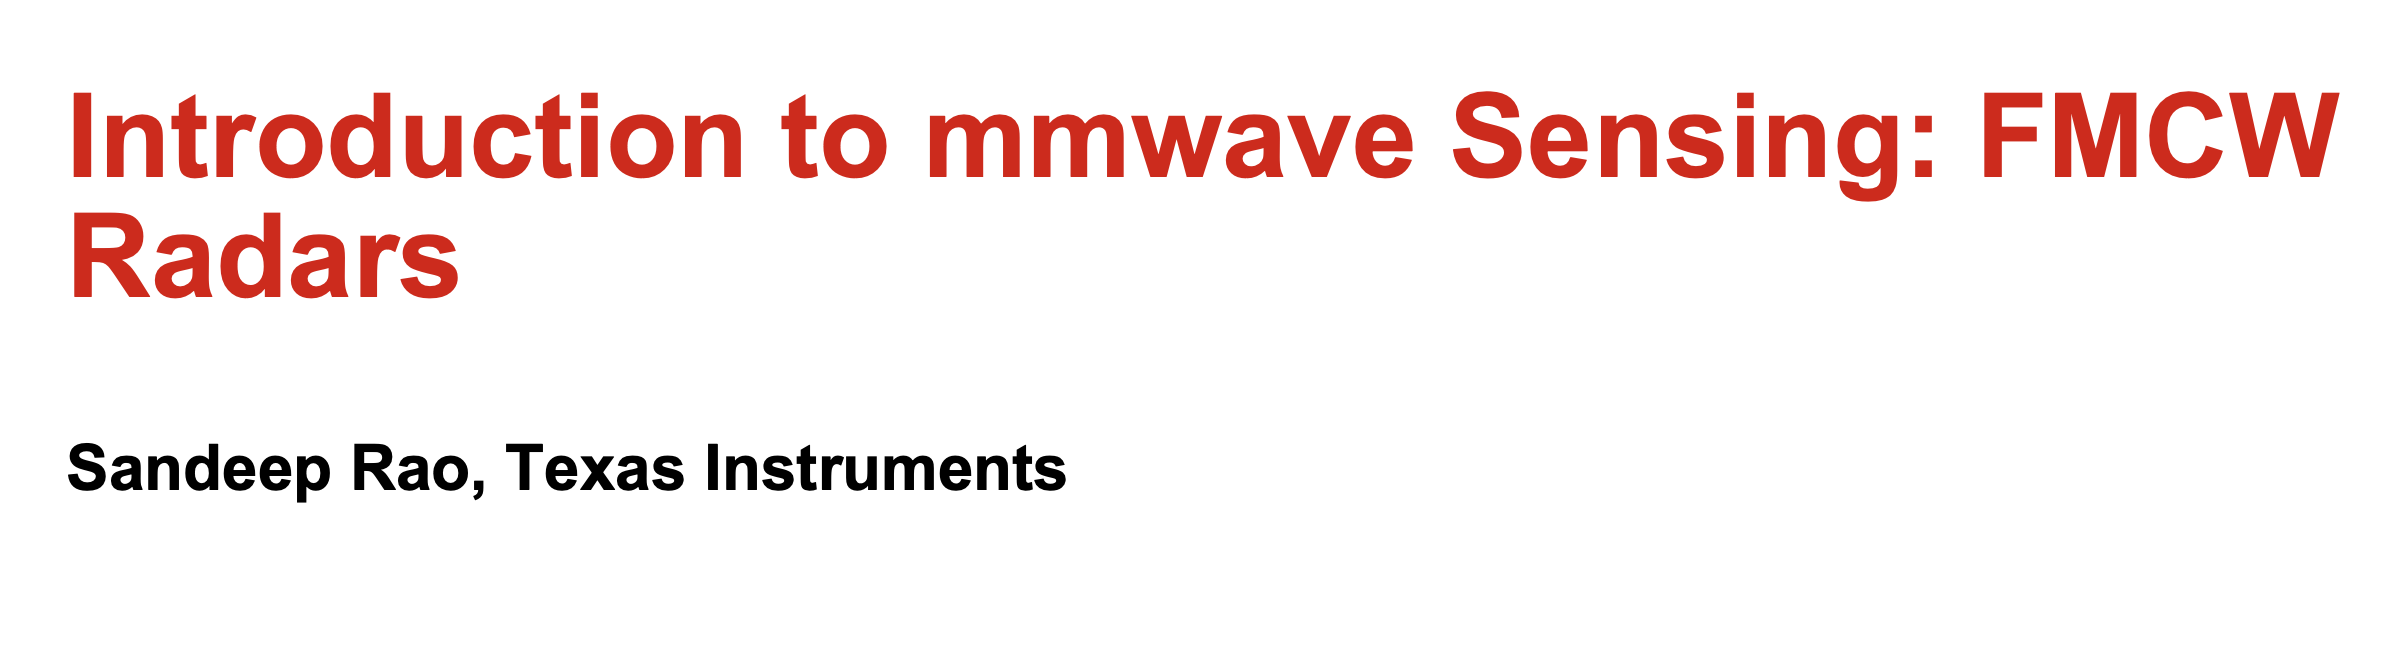 Introduction to mmwave Sensing: FMCW
Radars
Sandeep Rao, Texas Instruments